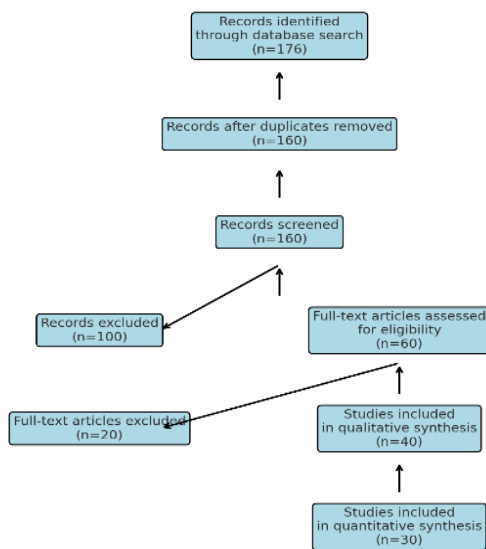 Records identified
through database search
(n=176)
Records after duplicates removed
(n=160)
Records screened
(n=160)
Records excluded
(n=100)
Full-text articles assessed
for eligibility
(n=60)
Full-text articles excluded
(n=20)
Studies included
in qualitative synthesis
(n=40)
Studies included
in quantitative synthesis
(n=30)